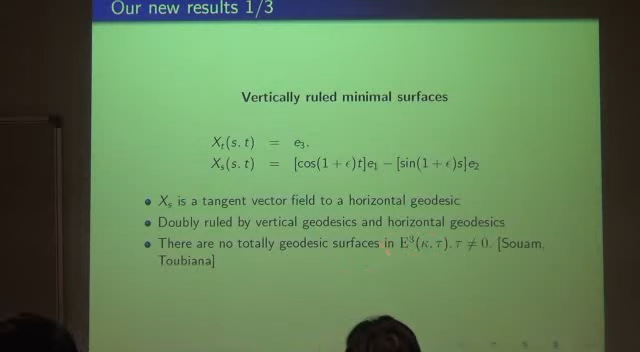 Our new results 1/3
Vertically ruled minimal surfaces
X_t(s, t) = e_3,
X_s(s, t) = [cos(1 + ϵ)t]e_1 − [sin(1 + ϵ)s]e_2
• X_s is a tangent vector field to a horizontal geodesic
• Doubly ruled by vertical geodesics and horizontal geodesics
• There are no totally geodesic surfaces in E^3(κ, τ), τ ≠ 0. [Souam,
Toubiana]